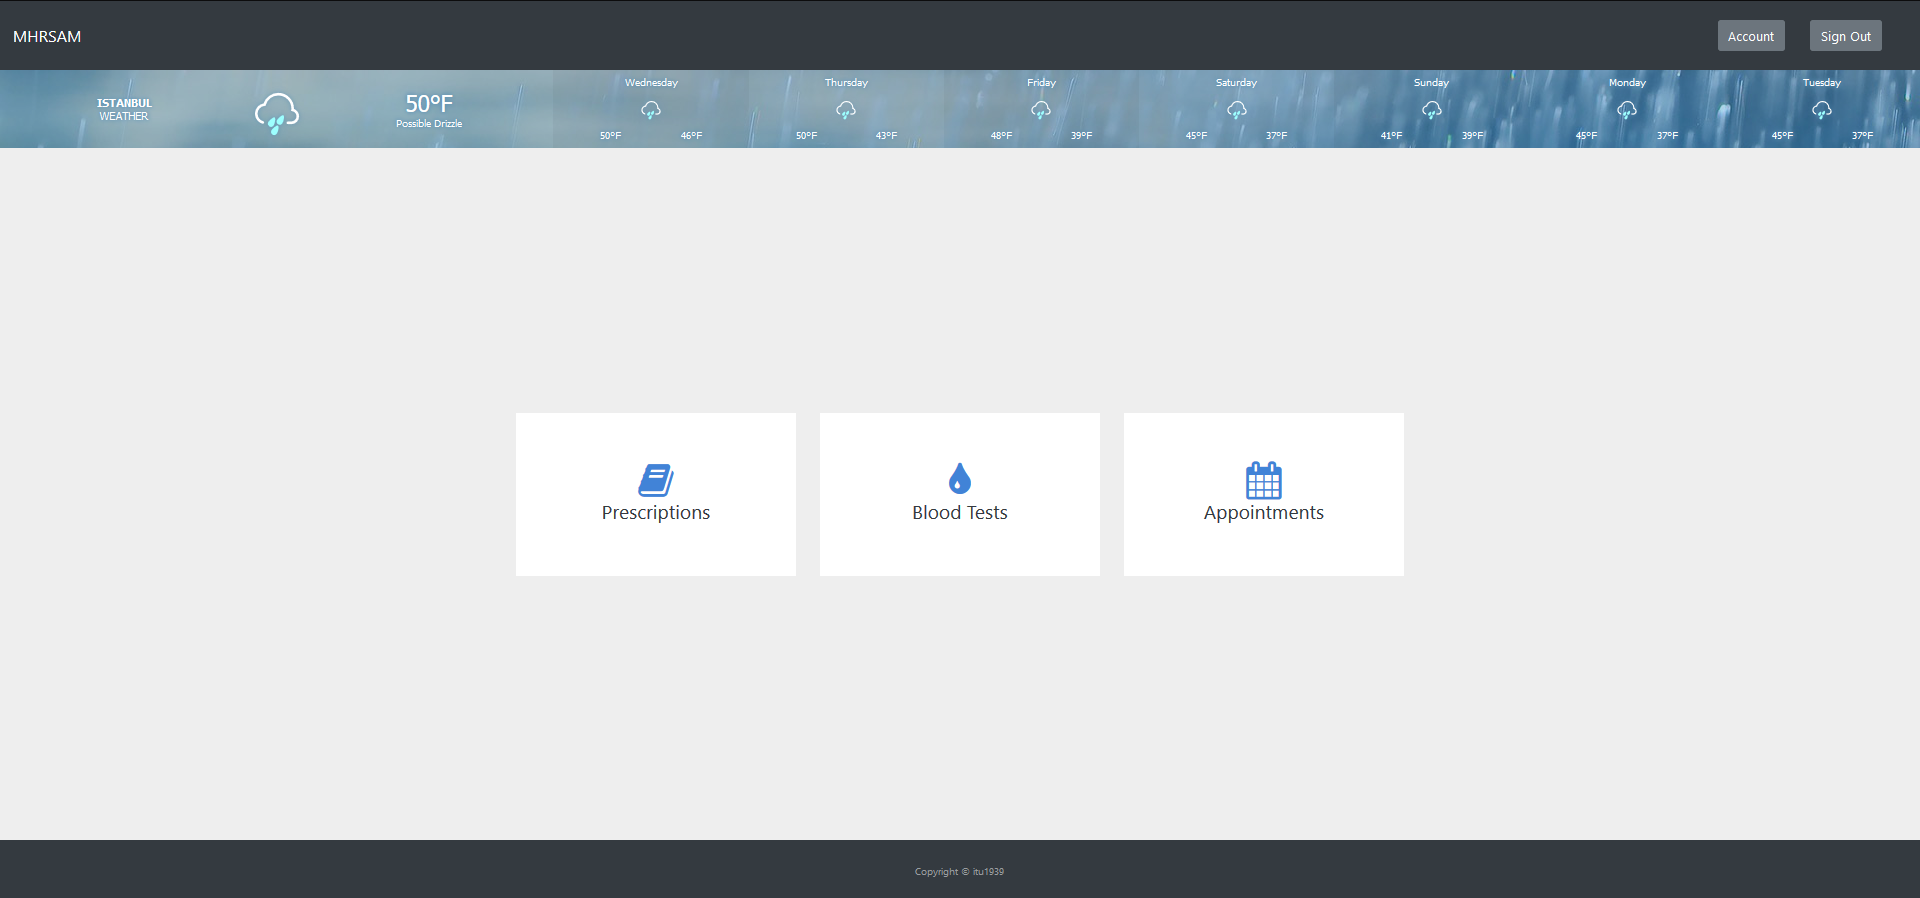 MHRSAM
Account
Sign Out
ISTANBUL
WEATHER
50°F
Possible Drizzle
Wednesday
50°F 46°F
Thursday
50°F 43°F
Friday
48°F 39°F
Saturday
45°F 37°F
Sunday
41°F 39°F
Monday
45°F 37°F
Tuesday
45°F 37°F
Prescriptions
Blood Tests
Appointments
Copyright © itu1939